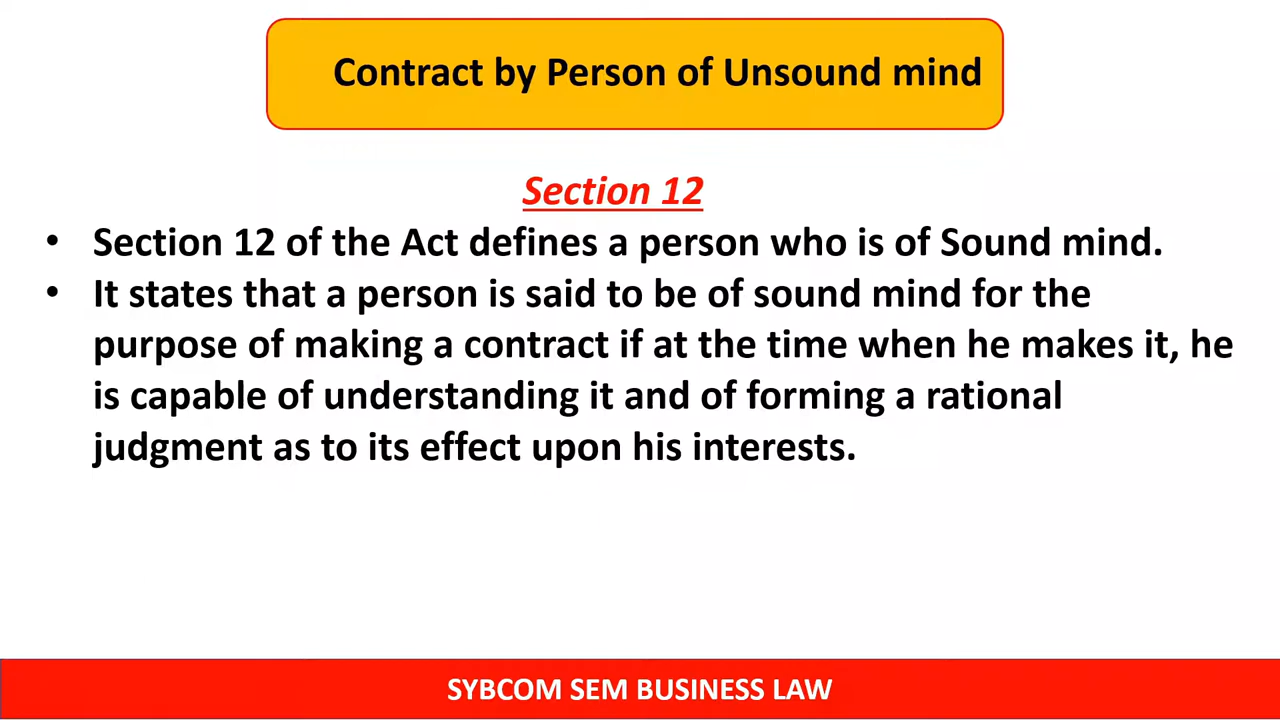 Contract by Person of Unsound mind
Section 12
• Section 12 of the Act defines a person who is of Sound mind.
• It states that a person is said to be of sound mind for the
purpose of making a contract if at the time when he makes it, he
is capable of understanding it and of forming a rational
judgment as to its effect upon his interests.
SYBCOM SEM BUSINESS LAW